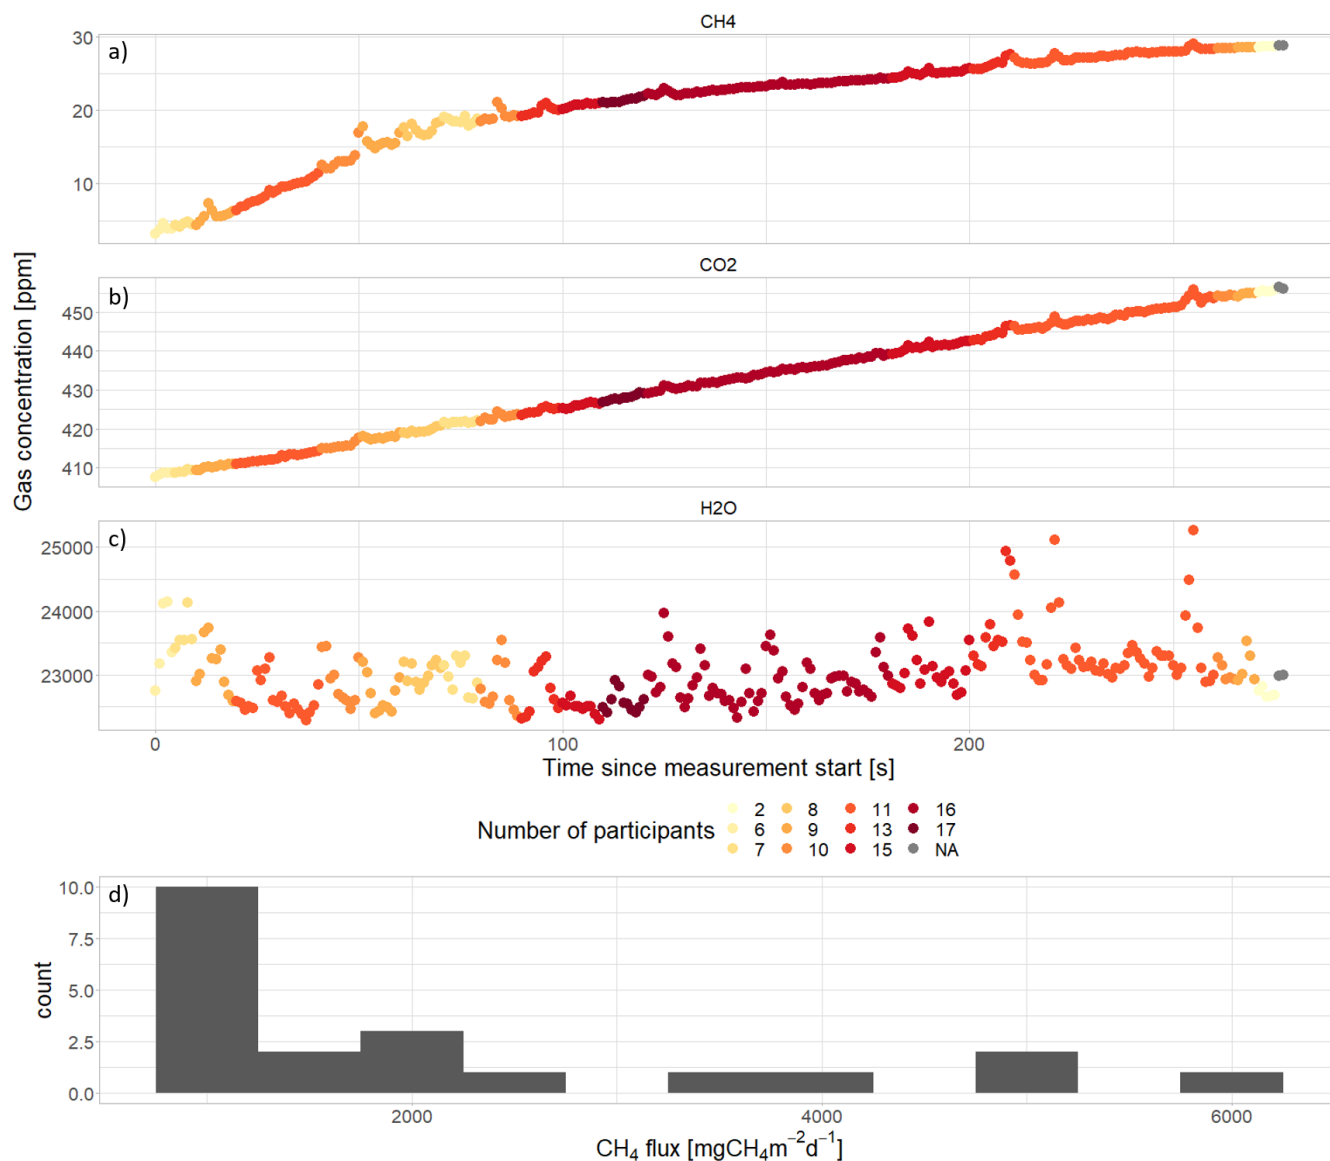 CH4
a)
30
20
10
CO2
b)
450
440
430
420
410
Gas concentration [ppm]
H2O
c)
25000
24000
23000
0 100 200
Time since measurement start [s]
Number of participants
2 8 11 16
6 9 13 17
7 10 15 NA
d)
10.0
7.5
5.0
2.5
0.0
count
2000 4000 6000
CH₄ flux [mgCH₄m⁻²d⁻¹]